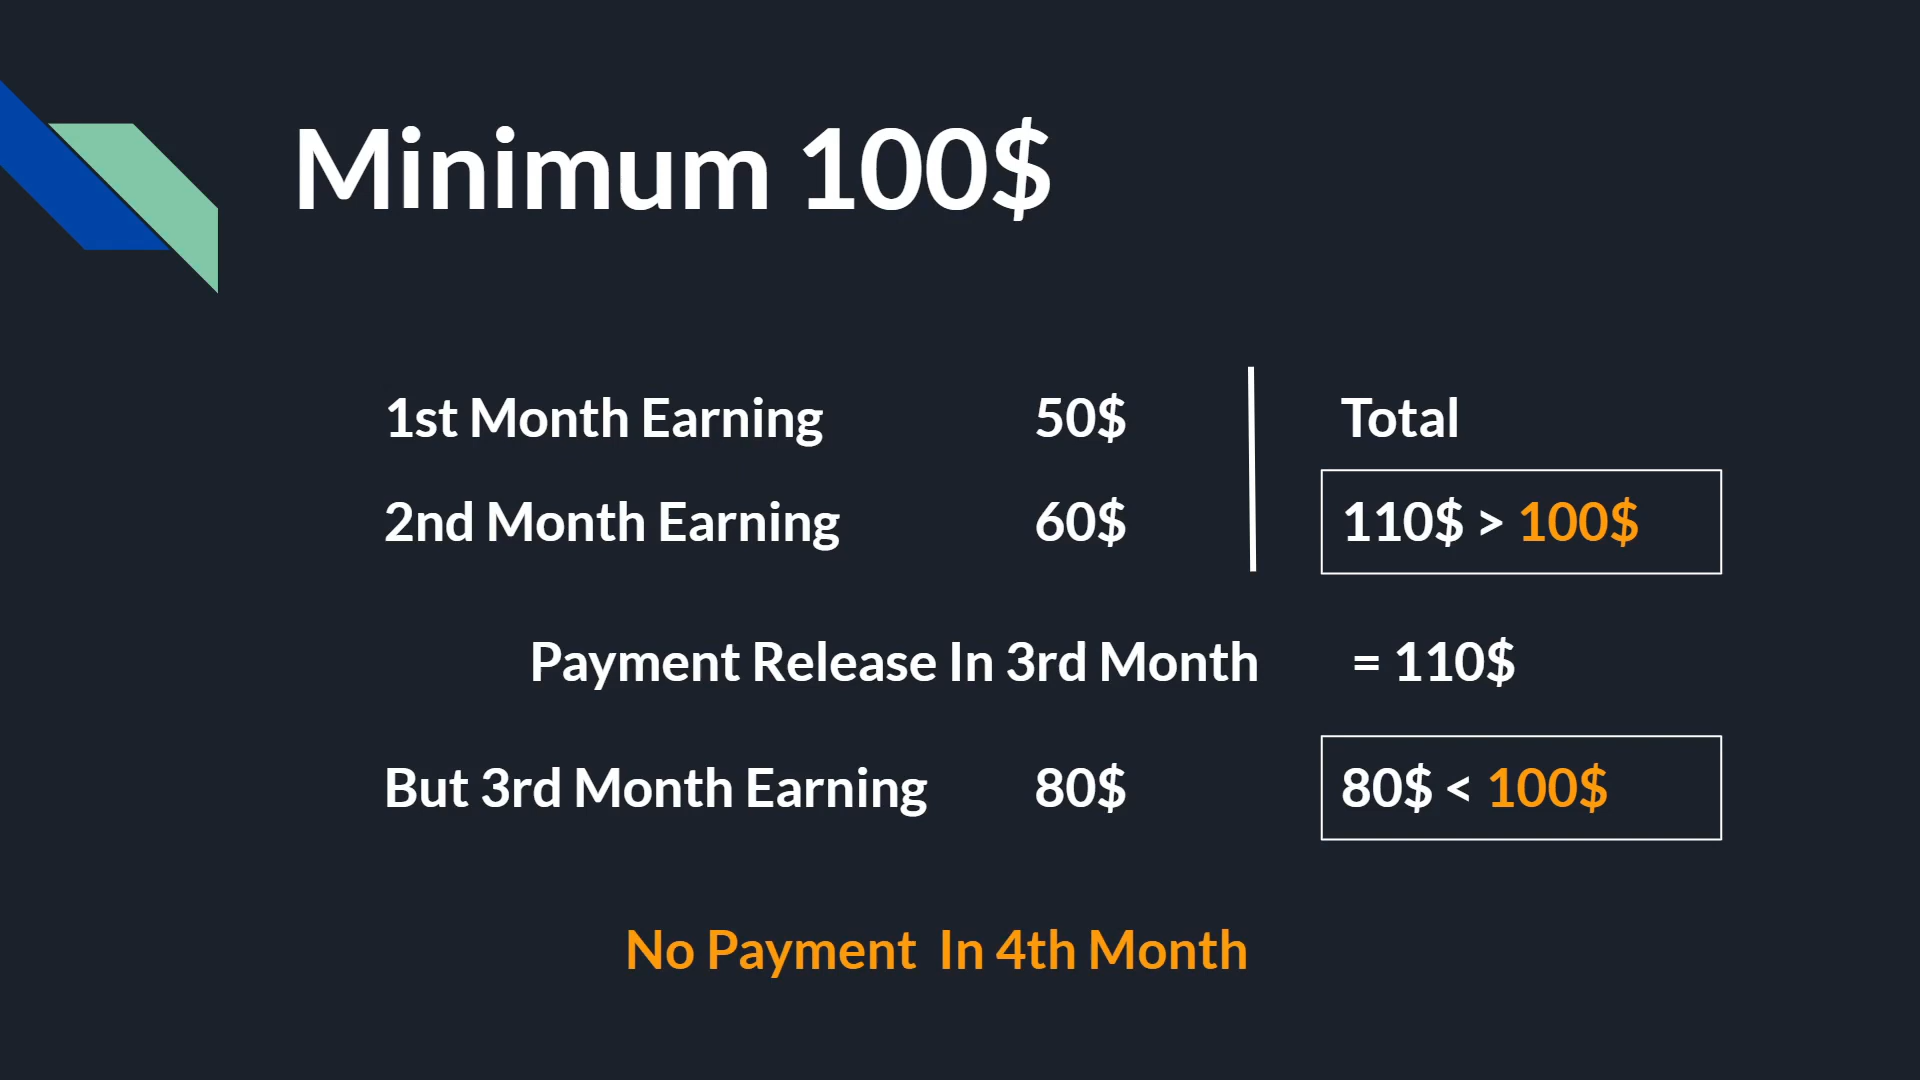 Minimum 100$
1st Month Earning 50$ Total
2nd Month Earning 60$ 110$ > 100$
Payment Release In 3rd Month = 110$
But 3rd Month Earning 80$ 80$ < 100$
No Payment In 4th Month